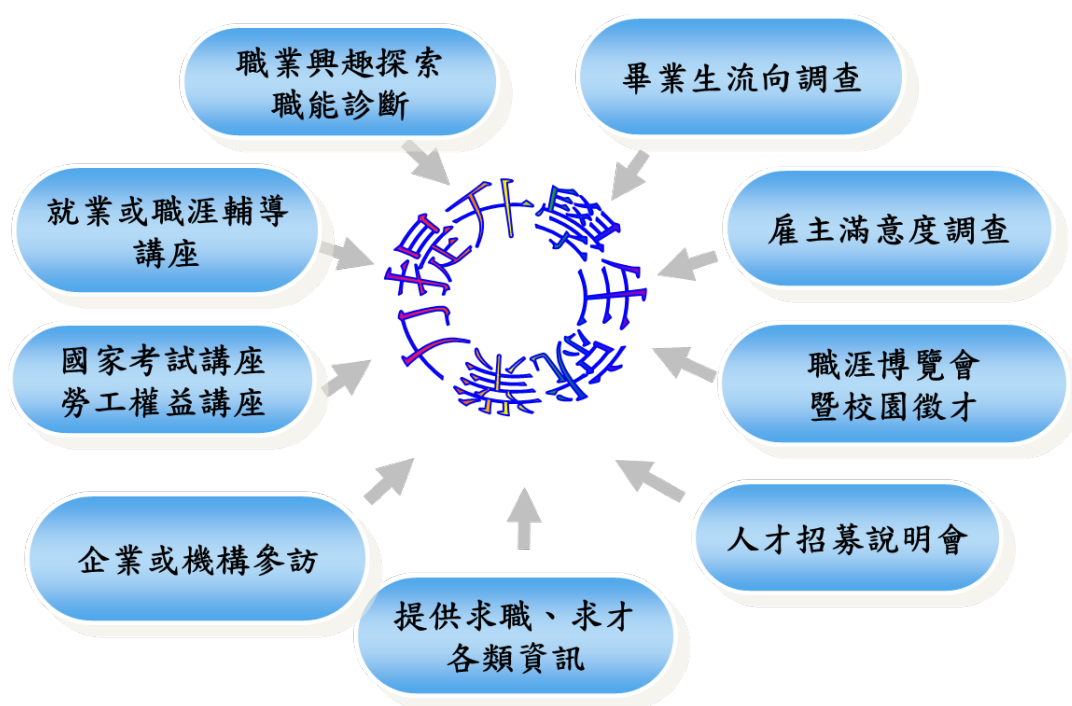 職業興趣探索
職能診斷
畢業生流向調查
就業或職涯輔導
講座
雇主滿意度調查
提升學生就業力
國家考試講座
勞工權益講座
職涯博覽會
暨校園徵才
企業或機構參訪
人才招募說明會
提供求職、求才
各類資訊